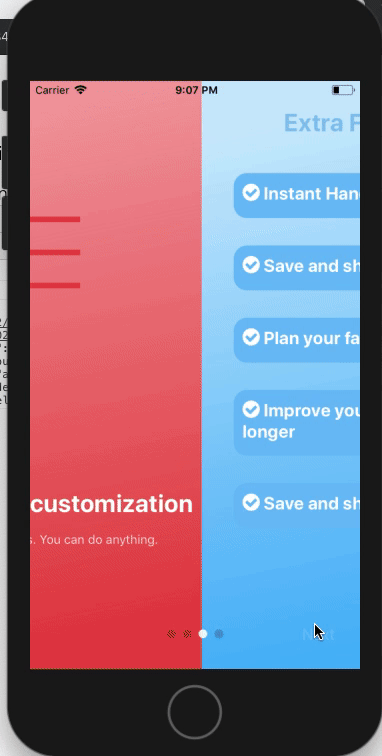 Carrier 9:07 PM
Extra F
Instant Han
Save and sh
Plan your fa
Improve you
longer
customization
Save and sh
s. You can do anything.
Next